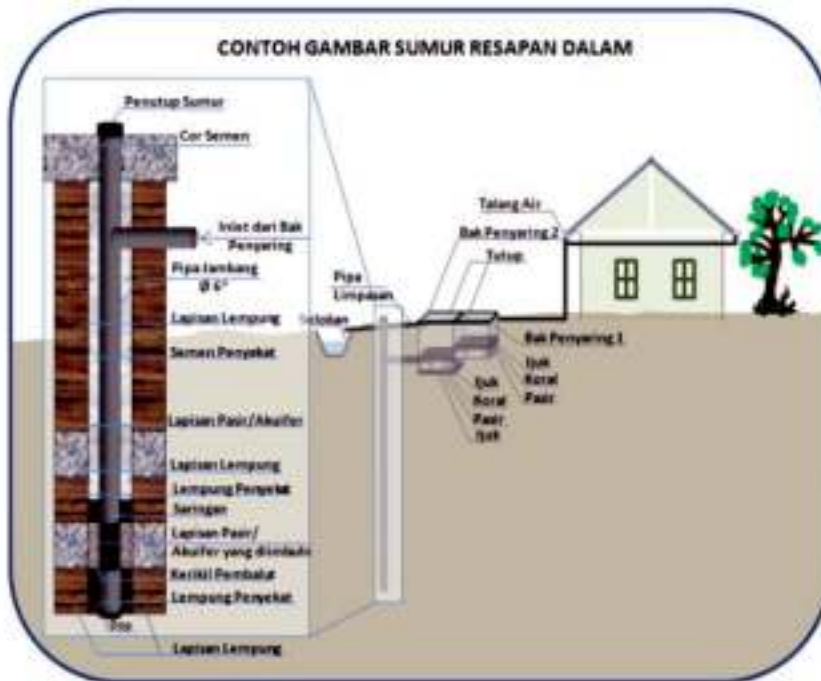 CONTOH GAMBAR SUMUR RESAPAN DALAM
Penutup Sumur
Cor Semen
Inlet dari Bak
Penyaring
Pipa Jambang
Ø 6"
Lapisan Lempung
Semen Penyekat
Lapisan Pasir/Akuifer
Lapisan Lempung
Lempung Penyekat
Saringan
Lapisan Pasir/
Akuifer yang diimbuh
Kerikil Pembalut
Lempung Penyekat
Lapisan Lempung
Talang Air
Bak Penyaring 2
Tutup
Pipa
Limpasan
Bak Penyaring 1
Ijuk
Koral
Pasir
Ijuk
Koral
Pasir
Ijuk